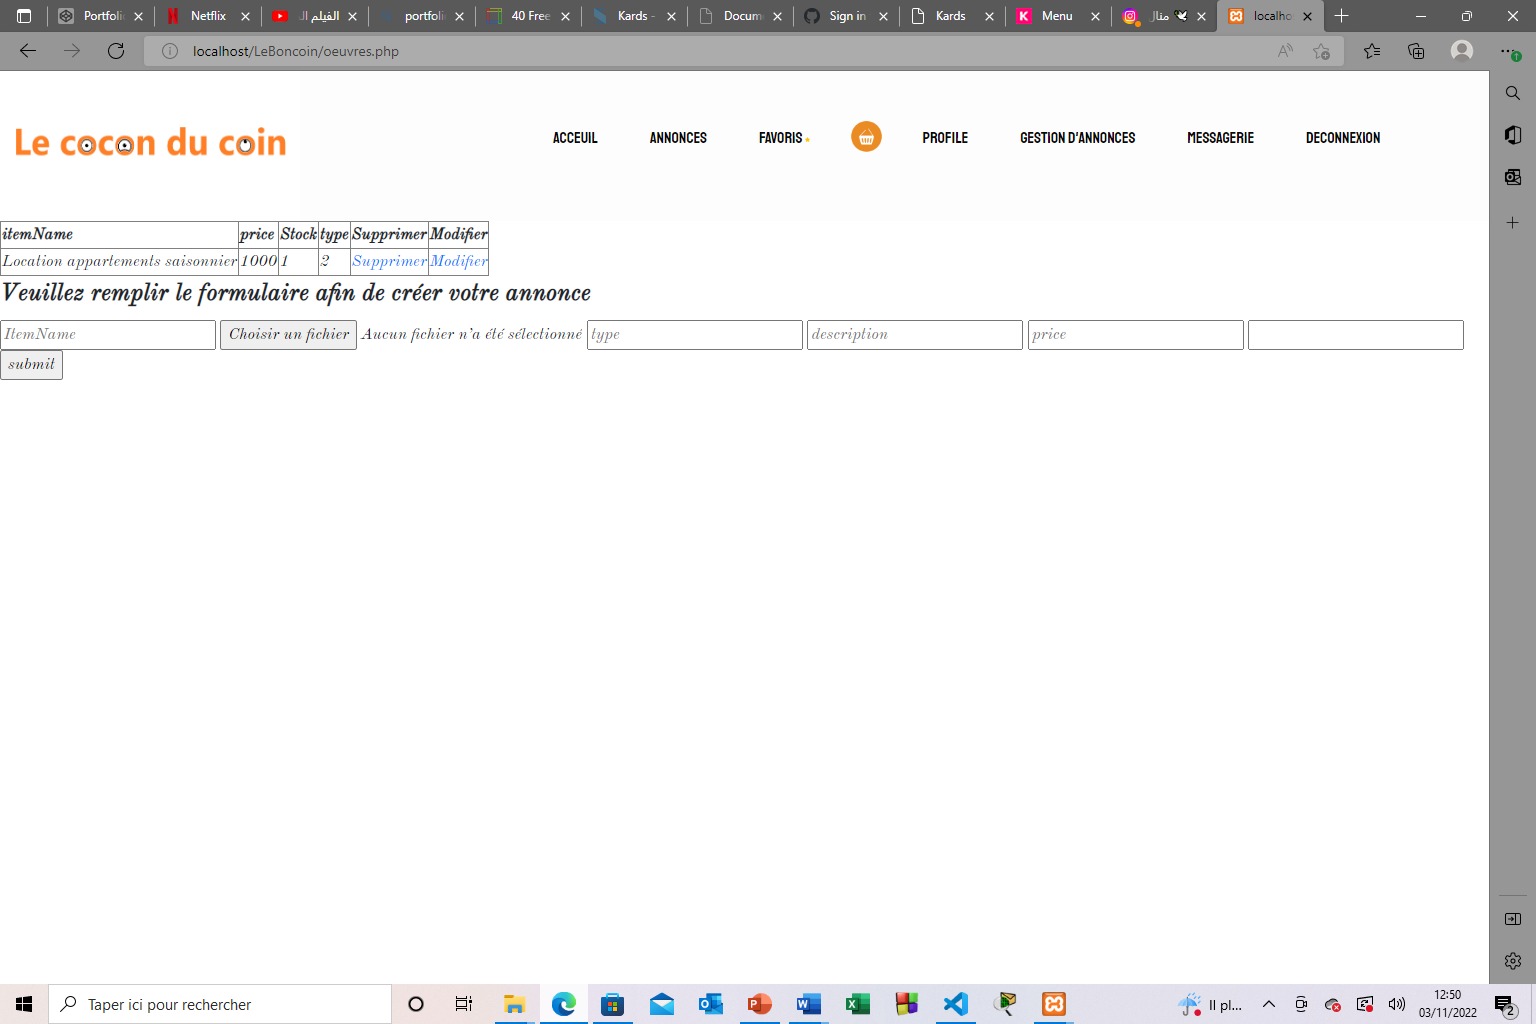 Portfoli
Netflix
الفيلم ال
portfoli
40 Free
Kards -
Docum
Sign in
Kards
Menu
منال
localho
localhost/LeBoncoin/oeuvres.php
Le cocon du coin
ACCEUIL
ANNONCES
FAVORIS
PROFILE
GESTION D'ANNONCES
MESSAGERIE
DECONNEXION
itemName price Stock type Supprimer Modifier
Location appartements saisonnier 1000 1 2 Supprimer Modifier
Veuillez remplir le formulaire afin de créer votre annonce
ItemName Choisir un fichier Aucun fichier n'a été sélectionné type description price
submit
Taper ici pour rechercher
Il pl...
12:50
03/11/2022
2